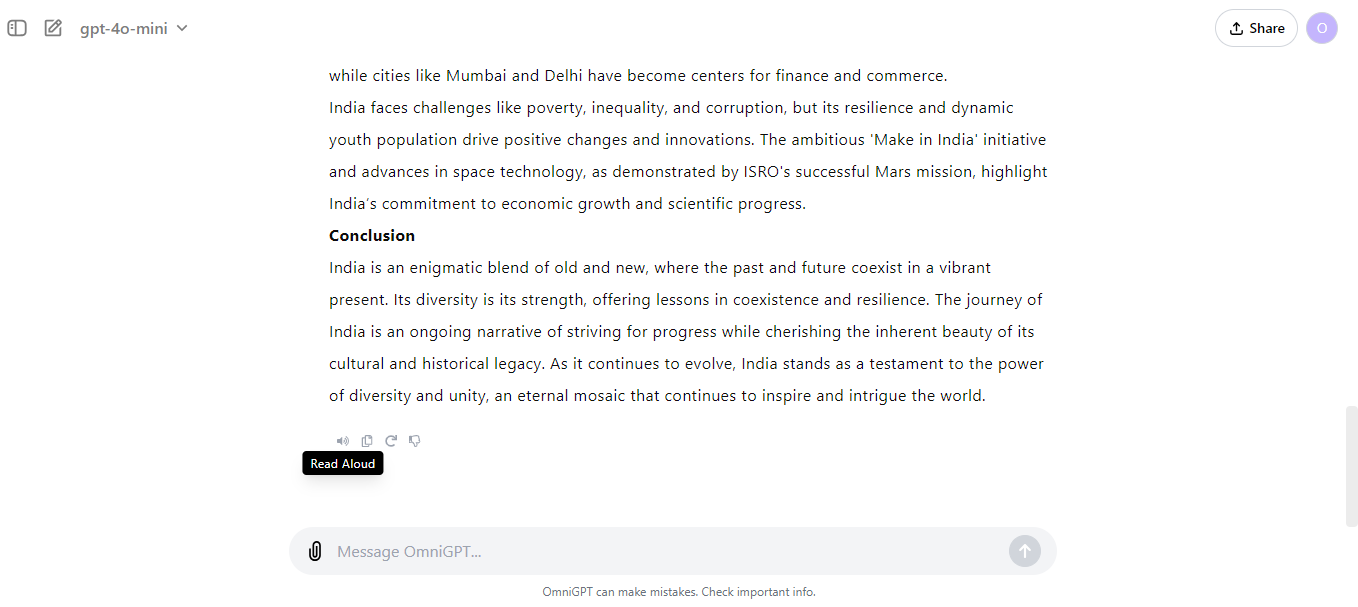 gpt-4o-mini
Share
O
while cities like Mumbai and Delhi have become centers for finance and commerce.
India faces challenges like poverty, inequality, and corruption, but its resilience and dynamic
youth population drive positive changes and innovations. The ambitious 'Make in India' initiative
and advances in space technology, as demonstrated by ISRO's successful Mars mission, highlight
India’s commitment to economic growth and scientific progress.
Conclusion
India is an enigmatic blend of old and new, where the past and future coexist in a vibrant
present. Its diversity is its strength, offering lessons in coexistence and resilience. The journey of
India is an ongoing narrative of striving for progress while cherishing the inherent beauty of its
cultural and historical legacy. As it continues to evolve, India stands as a testament to the power
of diversity and unity, an eternal mosaic that continues to inspire and intrigue the world.
Read Aloud
Message OmniGPT...
OmniGPT can make mistakes. Check important info.